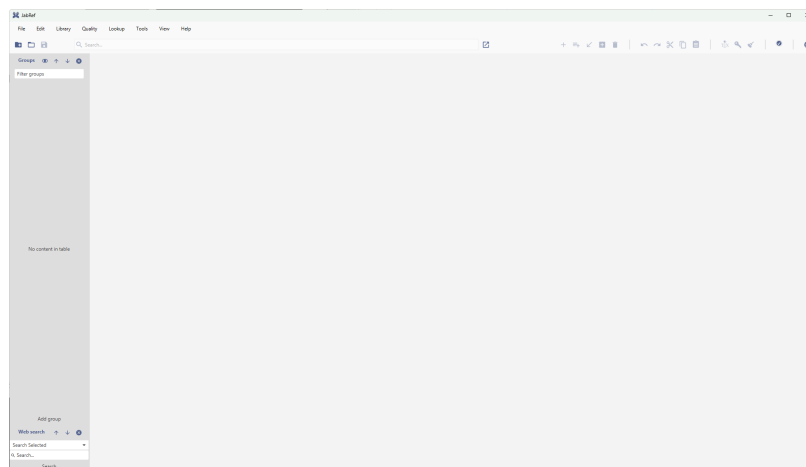 JabRef
File Edit Library Quality Lookup Tools View Help
Search...
Groups
Filter groups
No content in table
Add group
Web search
Search Selected
Search...
Search